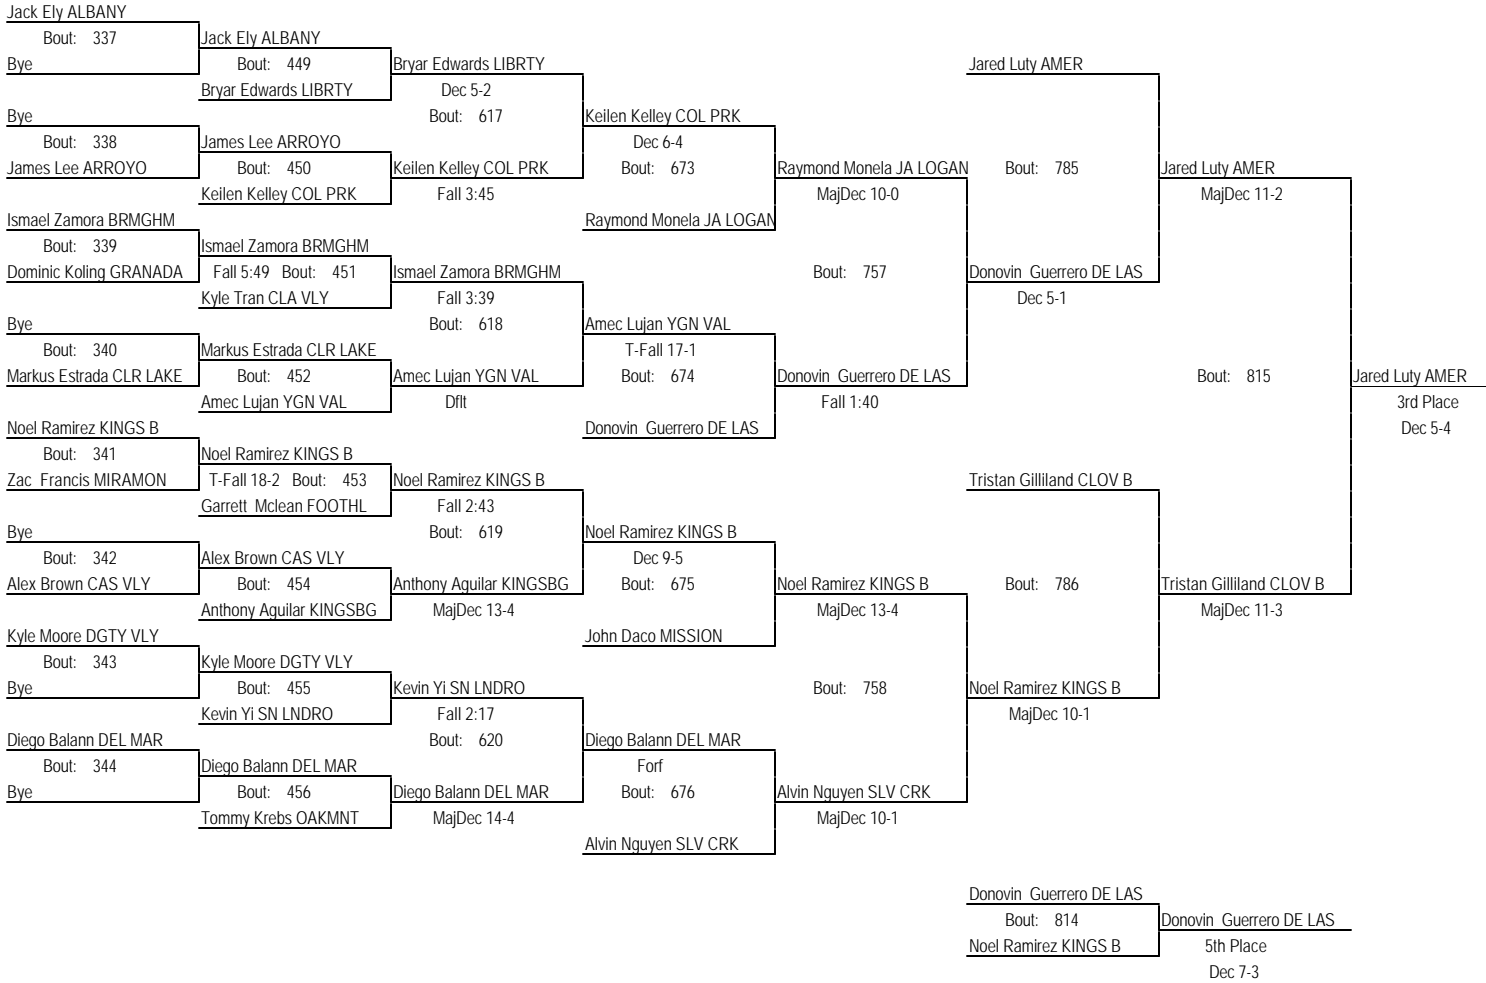 Jack Ely ALBANY
Bout: 337 Jack Ely ALBANY
Bye Bout: 449 Bryar Edwards LIBRTY Jared Luty AMER
Bryar Edwards LIBRTY Dec 5-2
Bye Bout: 617 Keilen Kelley COL PRK
Bout: 338 James Lee ARROYO Dec 6-4
James Lee ARROYO Bout: 450 Keilen Kelley COL PRK Bout: 673 Raymond Monela JA LOGAN Bout: 785 Jared Luty AMER
Keilen Kelley COL PRK Fall 3:45 MajDec 10-0 MajDec 11-2
Ismael Zamora BRMGHM Raymond Monela JA LOGAN
Bout: 339 Ismael Zamora BRMGHM
Dominic Koling GRANADA Fall 5:49 Bout: 451 Ismael Zamora BRMGHM Bout: 757 Donovin Guerrero DE LAS
Kyle Tran CLA VLY Fall 3:39 Dec 5-1
Bye Bout: 618 Amec Lujan YGN VAL
Bout: 340 Markus Estrada CLR LAKE T-Fall 17-1
Markus Estrada CLR LAKE Bout: 452 Amec Lujan YGN VAL Bout: 674 Donovin Guerrero DE LAS Bout: 815 Jared Luty AMER
Amec Lujan YGN VAL Dflt Fall 1:40 3rd Place
Noel Ramirez KINGS B Donovin Guerrero DE LAS Dec 5-4
Bout: 341 Noel Ramirez KINGS B
Zac Francis MIRAMON T-Fall 18-2 Bout: 453 Noel Ramirez KINGS B Tristan Gilliland CLOV B
Garrett Mclean FOOTHL Fall 2:43
Bye Bout: 619 Noel Ramirez KINGS B
Bout: 342 Alex Brown CAS VLY Dec 9-5
Alex Brown CAS VLY Bout: 454 Anthony Aguilar KINGSBG Bout: 675 Noel Ramirez KINGS B Bout: 786 Tristan Gilliland CLOV B
Anthony Aguilar KINGSBG MajDec 13-4 MajDec 13-4 MajDec 11-3
Kyle Moore DGTY VLY John Daco MISSION
Bout: 343 Kyle Moore DGTY VLY
Bye Bout: 455 Kevin Yi SN LNDRO Bout: 758 Noel Ramirez KINGS B
Kevin Yi SN LNDRO Fall 2:17 MajDec 10-1
Diego Balann DEL MAR Bout: 620 Diego Balann DEL MAR
Bout: 344 Diego Balann DEL MAR Forf
Bye Bout: 456 Diego Balann DEL MAR Bout: 676 Alvin Nguyen SLV CRK
Tommy Krebs OAKMNT MajDec 14-4 MajDec 10-1
Alvin Nguyen SLV CRK
Donovin Guerrero DE LAS
Bout: 814 Donovin Guerrero DE LAS
Noel Ramirez KINGS B 5th Place
Dec 7-3